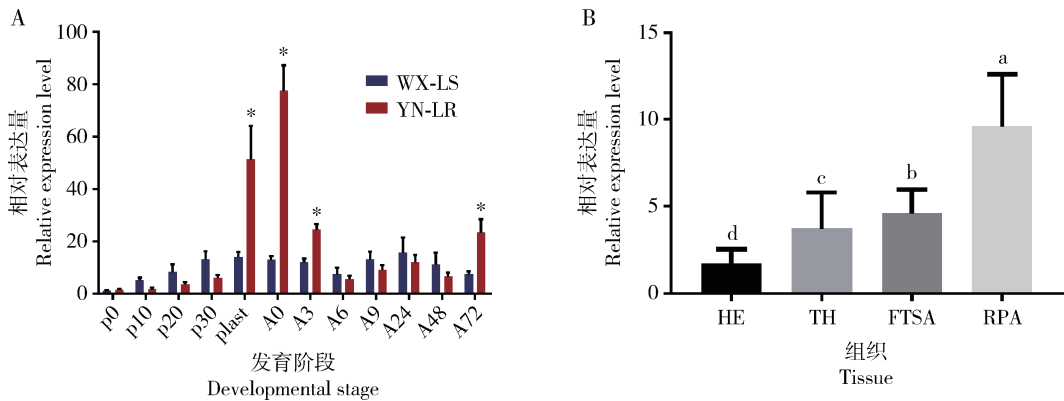 A
相对表达量
Relative expression level
100
80
60
40
20
0
*
*
*
*
WX-LS
YN-LR
p0
p10
p20
p30
plast
A0
A3
A6
A9
A24
A48
A72
发育阶段
Developmental stage
B
相对表达量
Relative expression level
15
10
5
0
d
c
b
a
HE
TH
FTSA
RPA
组织
Tissue